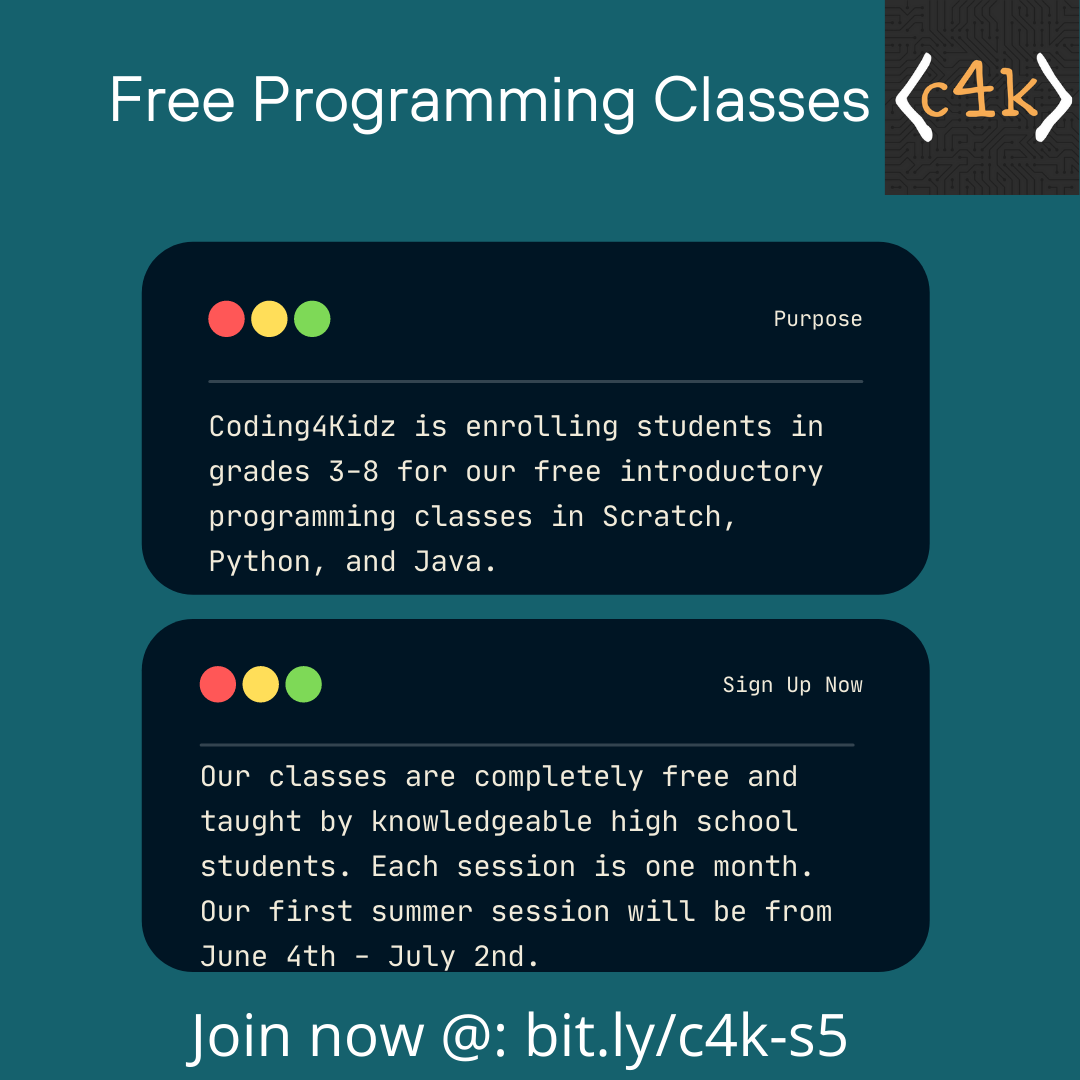 Free Programming Classes
<c4k>
Purpose
Coding4Kidz is enrolling students in
grades 3-8 for our free introductory
programming classes in Scratch,
Python, and Java.
Sign Up Now
Our classes are completely free and
taught by knowledgeable high school
students. Each session is one month.
Our first summer session will be from
June 4th - July 2nd.
Join now @: bit.ly/c4k-s5